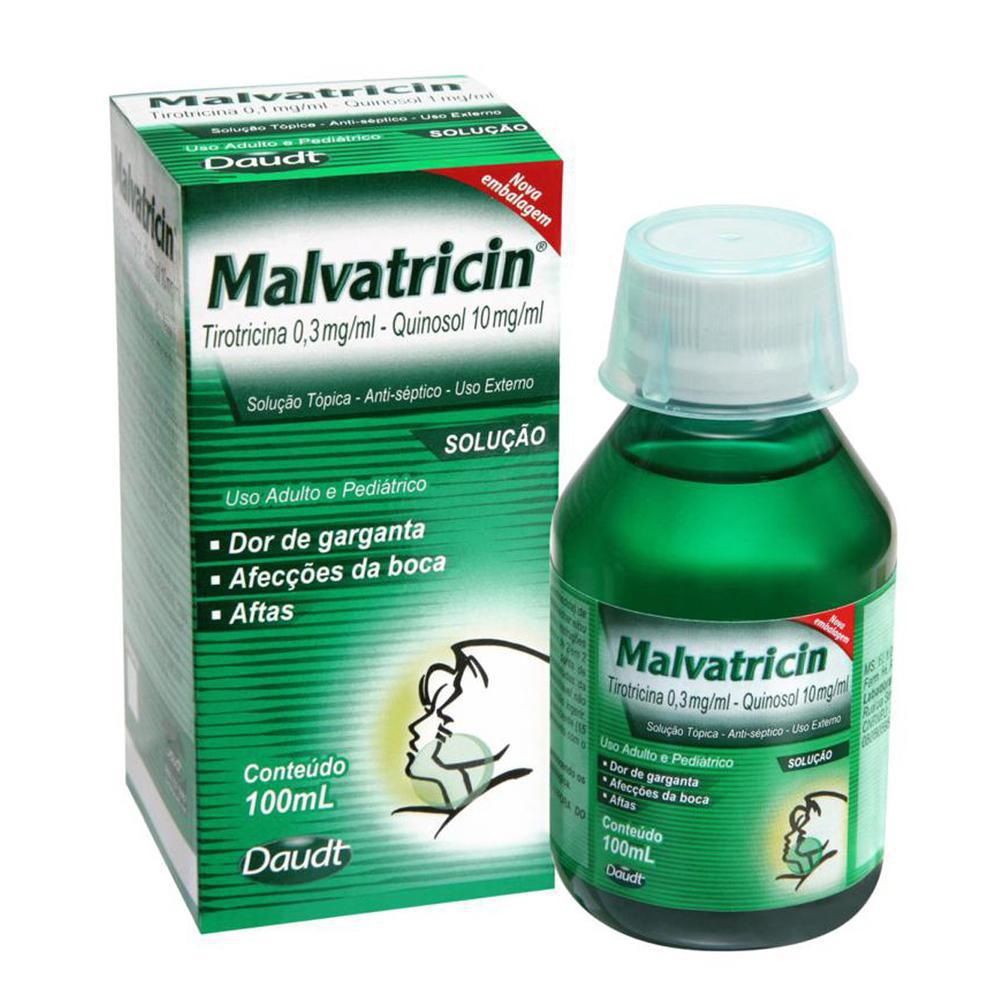 Malvatricin®
Tirotricina 0,1 mg/ml - Quinosol 1 mg/ml
Solução Tópica - Anti-séptico - Uso Externo
Uso Adulto e Pediátrico
SOLUÇÃO
Daudt
Nova
embalagem
Malvatricin®
Tirotricina 0,3 mg/ml - Quinosol 10 mg/ml
Solução Tópica - Anti-séptico - Uso Externo
SOLUÇÃO
Uso Adulto e Pediátrico
▪ Dor de garganta
▪ Afecções da boca
▪ Aftas
Conteúdo
100mL
Daudt
Malvatricin
Nova
embalagem
Malvatricin
Tirotricina 0,3 mg/ml - Quinosol 10 mg/ml
Solução Tópica - Anti-séptico - Uso Externo
Uso Adulto e Pediátrico
SOLUÇÃO
▪ Dor de garganta
▪ Afecções da boca
▪ Aftas
Conteúdo
100mL
Daudt